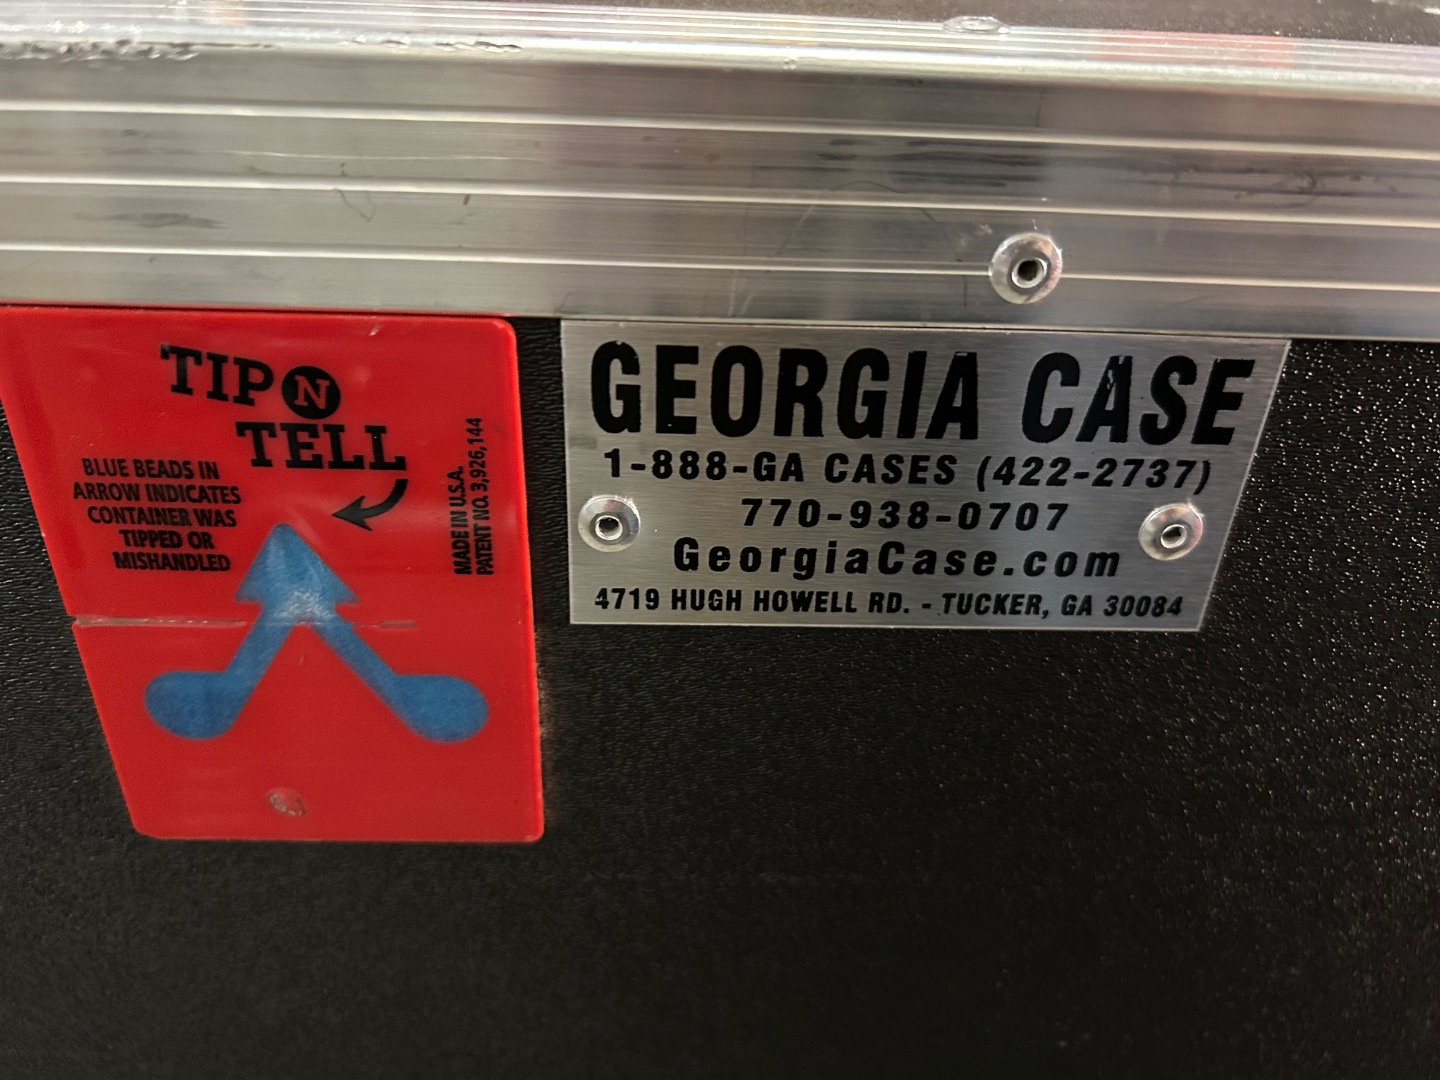 TIP N
TELL
BLUE BEADS IN
ARROW INDICATES
CONTAINER WAS
TIPPED OR
MISHANDLED
MADE IN U.S.A.
PATENT NO. 3,926,144
GEORGIA CASE
1-888-GA CASES (422-2737)
770-938-0707
GeorgiaCase.com
4719 HUGH HOWELL RD. - TUCKER, GA 30084